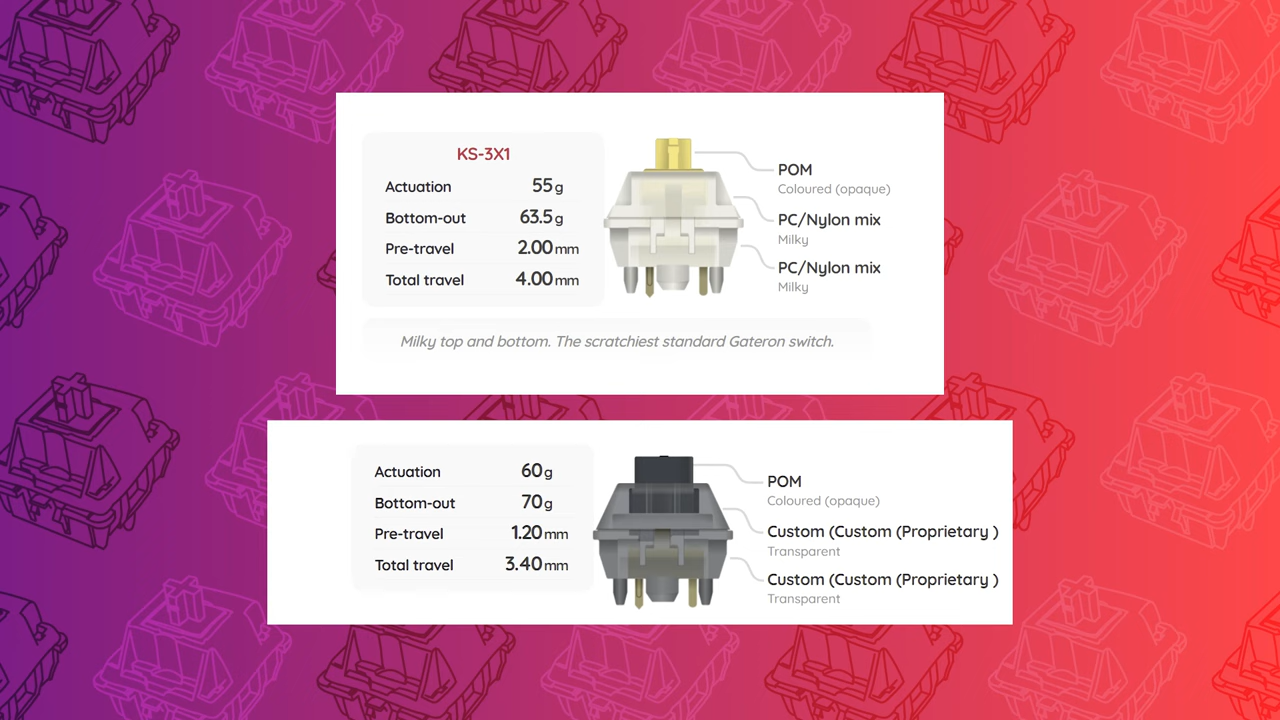 KS-3X1
Actuation 55g
Bottom-out 63.5g
Pre-travel 2.00mm
Total travel 4.00mm
POM
Coloured (opaque)
PC/Nylon mix
Milky
PC/Nylon mix
Milky
Milky top and bottom. The scratchiest standard Gateron switch.
Actuation 60g
Bottom-out 70g
Pre-travel 1.20mm
Total travel 3.40mm
POM
Coloured (opaque)
Custom (Custom (Proprietary )
Transparent
Custom (Custom (Proprietary )
Transparent